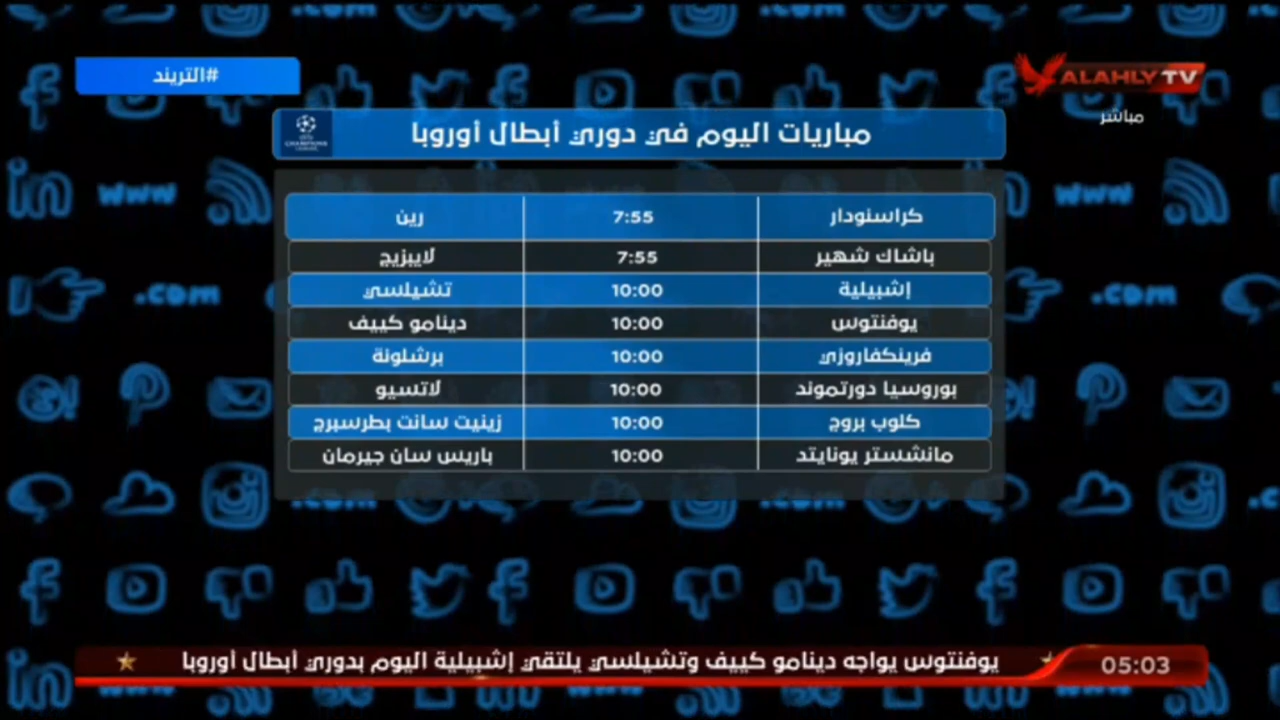 #التريند
ALAHLY TV
مباشر
مباريات اليوم في دوري أبطال أوروبا
كراسنودار 7:55 رين
باشاك شهير 7:55 لايبزيج
إشبيلية 10:00 تشيلسي
يوفنتوس 10:00 دينامو كييف
فرينكفاروزي 10:00 برشلونة
بوروسيا دورتموند 10:00 لاتسيو
كلوب بروج 10:00 زينيت سانت بطرسبرج
مانشستر يونايتد 10:00 باريس سان جيرمان
يوفنتوس يواجه دينامو كييف وتشيلسي يلتقي إشبيلية اليوم بدوري أبطال أوروبا
05:03